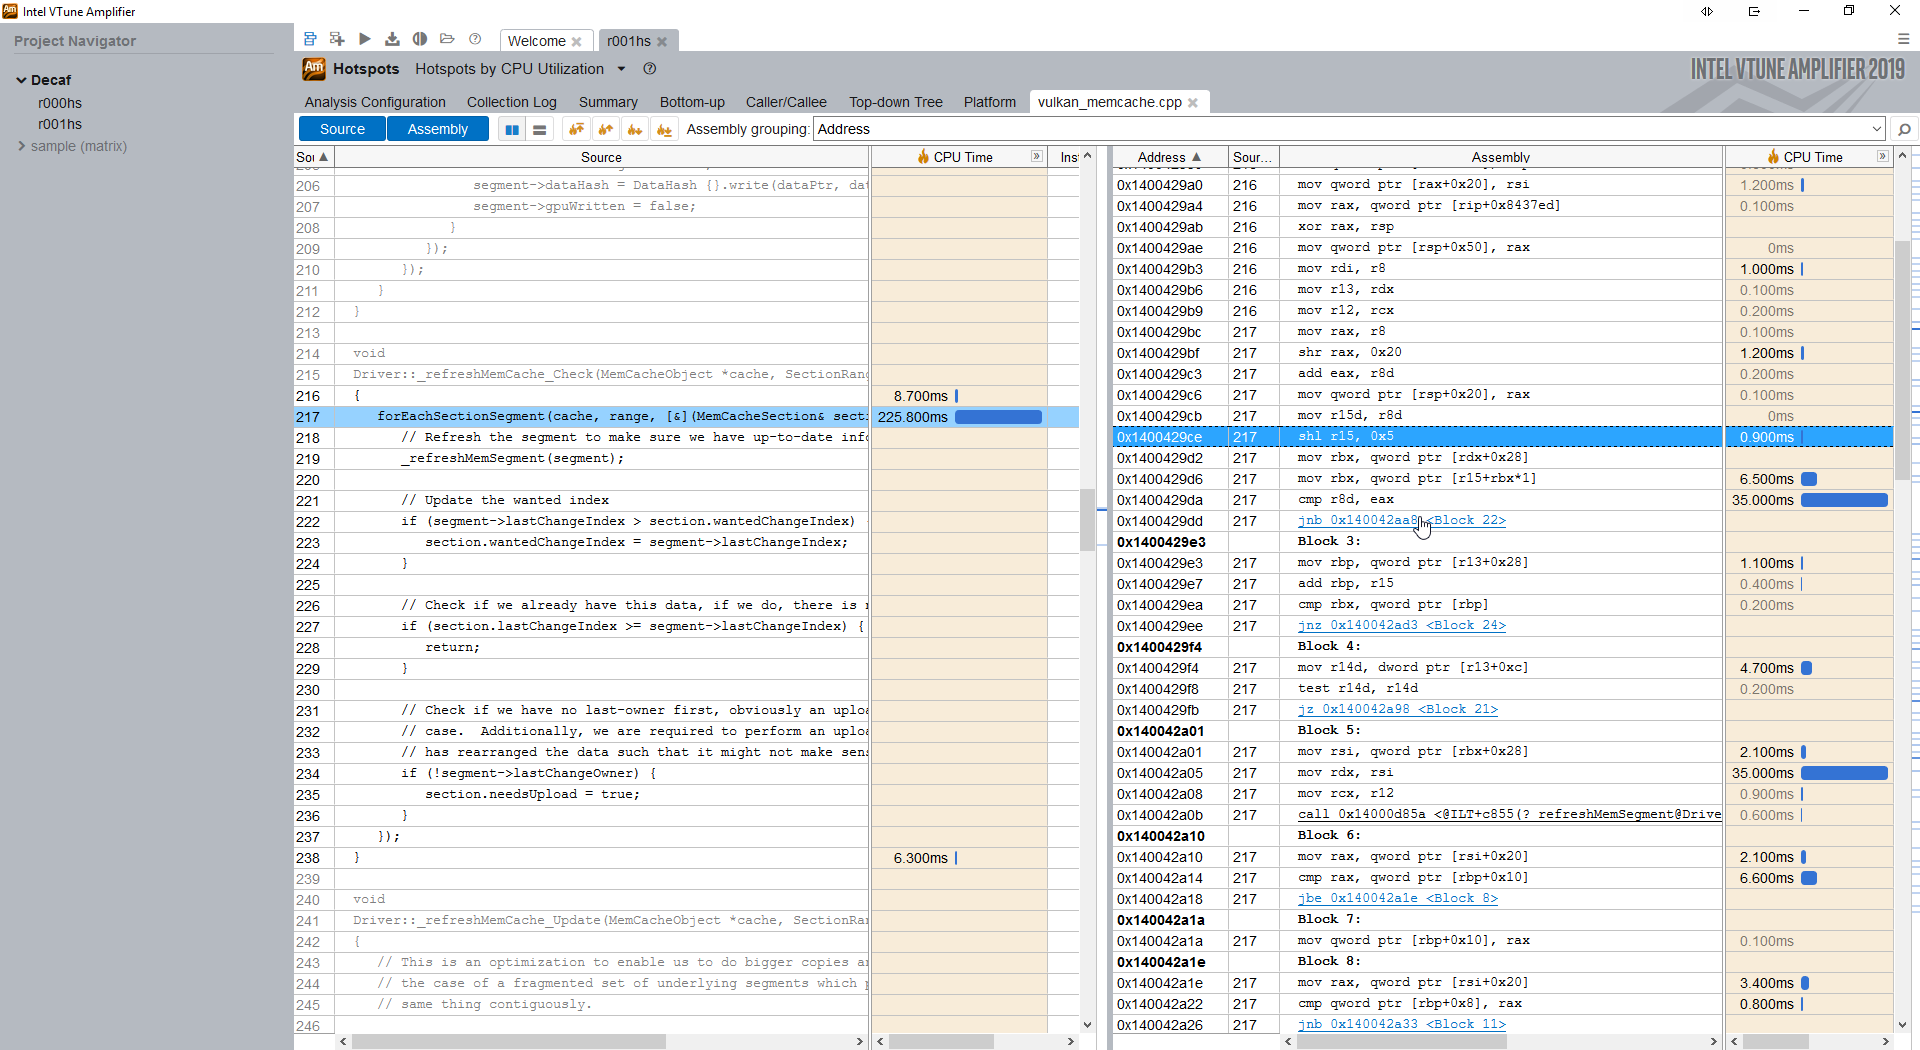 Intel VTune Amplifier
Project Navigator
Decaf
r000hs
r001hs
sample (matrix)
Welcome
r001hs
Hotspots Hotspots by CPU Utilization
INTEL VTUNE AMPLIFIER 2019
Analysis Configuration Collection Log Summary Bottom-up Caller/Callee Top-down Tree Platform vulkan_memcache.cpp
Source Assembly Assembly grouping: Address
Sou Source CPU Time Ins
206 segment->dataHash = DataHash {}.write(dataPtr, dat
207 segment->gpuWritten = false;
208 }
209 });
210 });
211 }
212 }
213
214 void
215 Driver::_refreshMemCache_Check(MemCacheObject *cache, SectionRan
216 { 8.700ms
217 forEachSectionSegment(cache, range, [&](MemCacheSection& secti 225.800ms
218 // Refresh the segment to make sure we have up-to-date info
219 _refreshMemSegment(segment);
220
221 // Update the wanted index
222 if (segment->lastChangeIndex > section.wantedChangeIndex)
223 section.wantedChangeIndex = segment->lastChangeIndex;
224 }
225
226 // Check if we already have this data, if we do, there is
227 if (section.lastChangeIndex >= segment->lastChangeIndex) {
228 return;
229 }
230
231 // Check if we have no last-owner first, obviously an uplo
232 // case.  Additionally, we are required to perform an uplo
233 // has rearranged the data such that it might not make sen
234 if (!segment->lastChangeOwner) {
235 section.needsUpload = true;
236 }
237 });
238 } 6.300ms
239
240 void
241 Driver::_refreshMemCache_Update(MemCacheObject *cache, SectionRa
242 {
243 // This is an optimization to enable us to do bigger copies a
244 // the case of a fragmented set of underlying segments which
245 // same thing contiguously.
246
Address Sour... Assembly CPU Time
0x1400429a0 216 mov qword ptr [rax+0x20], rsi 1.200ms
0x1400429a4 216 mov rax, qword ptr [rip+0x8437ed] 0.100ms
0x1400429ab 216 xor rax, rsp
0x1400429ae 216 mov qword ptr [rsp+0x50], rax 0ms
0x1400429b3 216 mov rdi, r8 1.000ms
0x1400429b6 216 mov r13, rdx 0.100ms
0x1400429b9 216 mov r12, rcx 0.200ms
0x1400429bc 217 mov rax, r8 0.100ms
0x1400429bf 217 shr rax, 0x20 1.200ms
0x1400429c3 217 add eax, r8d 0.200ms
0x1400429c6 217 mov qword ptr [rsp+0x20], rax 0.100ms
0x1400429cb 217 mov r15d, r8d 0ms
0x1400429ce 217 shl r15, 0x5 0.900ms
0x1400429d2 217 mov rbx, qword ptr [rdx+0x28]
0x1400429d6 217 mov rbx, qword ptr [r15+rbx*1] 6.500ms
0x1400429da 217 cmp r8d, eax 35.000ms
0x1400429dd 217 jnb 0x140042aa8 <Block 22>
0x1400429e3 Block 3:
0x1400429e3 217 mov rbp, qword ptr [r13+0x28] 1.100ms
0x1400429e7 217 add rbp, r15 0.400ms
0x1400429ea 217 cmp rbx, qword ptr [rbp] 0.200ms
0x1400429ee 217 jnz 0x140042ad3 <Block 24>
0x1400429f4 Block 4:
0x1400429f4 217 mov r14d, dword ptr [r13+0xc] 4.700ms
0x1400429f8 217 test r14d, r14d 0.200ms
0x1400429fb 217 jz 0x140042a98 <Block 21>
0x140042a01 Block 5:
0x140042a01 217 mov rsi, qword ptr [rbx+0x28] 2.100ms
0x140042a05 217 mov rdx, rsi 35.000ms
0x140042a08 217 mov rcx, r12 0.900ms
0x140042a0b 217 call 0x14000d85a <@ILT+c855(?_refreshMemSegment@Drive 0.600ms
0x140042a10 Block 6:
0x140042a10 217 mov rax, qword ptr [rsi+0x20] 2.100ms
0x140042a14 217 cmp rax, qword ptr [rbp+0x10] 6.600ms
0x140042a18 217 jbe 0x140042a1e <Block 8>
0x140042a1a Block 7:
0x140042a1a 217 mov qword ptr [rbp+0x10], rax 0.100ms
0x140042a1e Block 8:
0x140042a1e 217 mov rax, qword ptr [rsi+0x20] 3.400ms
0x140042a22 217 cmp qword ptr [rbp+0x8], rax 0.800ms
0x140042a26 217 jnb 0x140042a33 <Block 11>